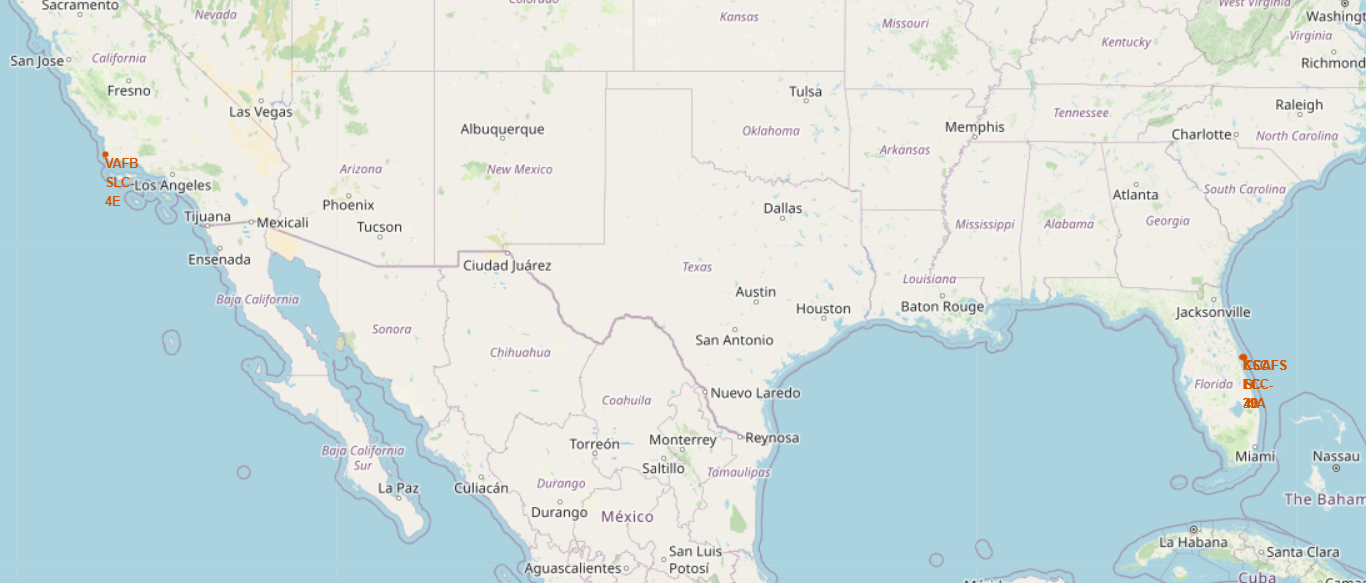 Sacramento
Nevada
Colorado
Kansas
Missouri
West Virginia
Washingt
Virginia
Kentucky
San Jose
California
Richmond
Fresno
Las Vegas
Tulsa
Raleigh
Albuquerque
Oklahoma
Memphis
Tennessee
Charlotte
North Carolina
Arkansas
VAFB
SLC-
4E
Los Angeles
Arizona
New Mexico
Phoenix
Dallas
Atlanta
South Carolina
Tijuana
Mexicali
Tucson
Mississippi
Alabama
Georgia
Ensenada
Ciudad Juárez
Texas
Louisiana
Baja California
Austin
Houston
Baton Rouge
Jacksonville
Sonora
San Antonio
Chihuahua
Florida
Nuevo Laredo
Coahuila
Torreón
Monterrey
Reynosa
Baja California
Sur
Saltillo
Tamaulipas
Miami
Nassau
La Paz
Culiacán
Durango
Durango
México
The Baham
La Habana
Santa Clara
San Luis
Potosí
Aguascalientes
Cuba